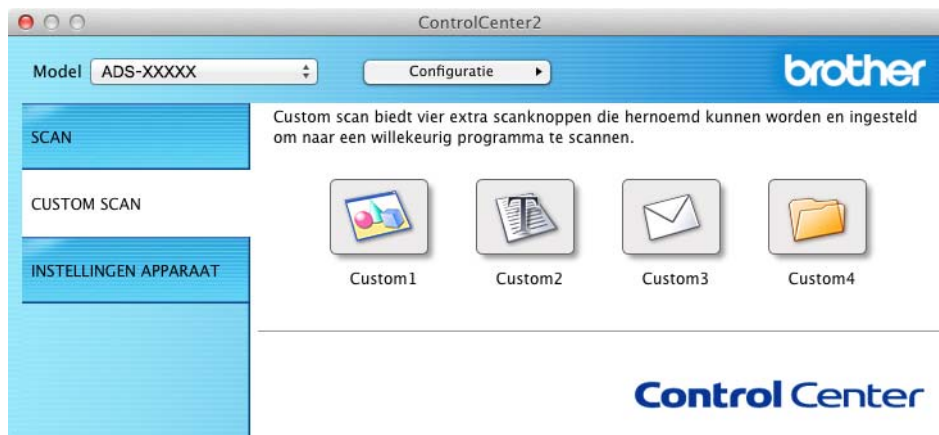 ControlCenter2
Model ADS-XXXXX Configuratie
brother
SCAN
CUSTOM SCAN
INSTELLINGEN APPARAAT
Custom scan biedt vier extra scanknoppen die hernoemd kunnen worden en ingesteld
om naar een willekeurig programma te scannen.
Custom1 Custom2 Custom3 Custom4
Control Center